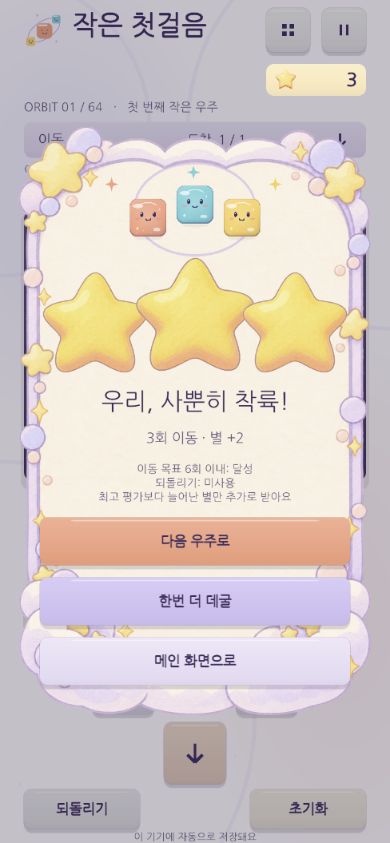 작은 첫걸음
3
ORBIT 01 / 64 · 첫 번째 작은 우주
이동
도착 1 / 1
우리, 사뿐히 착륙!
3회 이동 · 별 +2
이동 목표 6회 이내: 달성
되돌리기: 미사용
최고 평가보다 늘어난 별만 추가로 받아요
다음 우주로
한번 더 데굴
메인 화면으로
되돌리기
초기화
이 기기에 자동으로 저장돼요